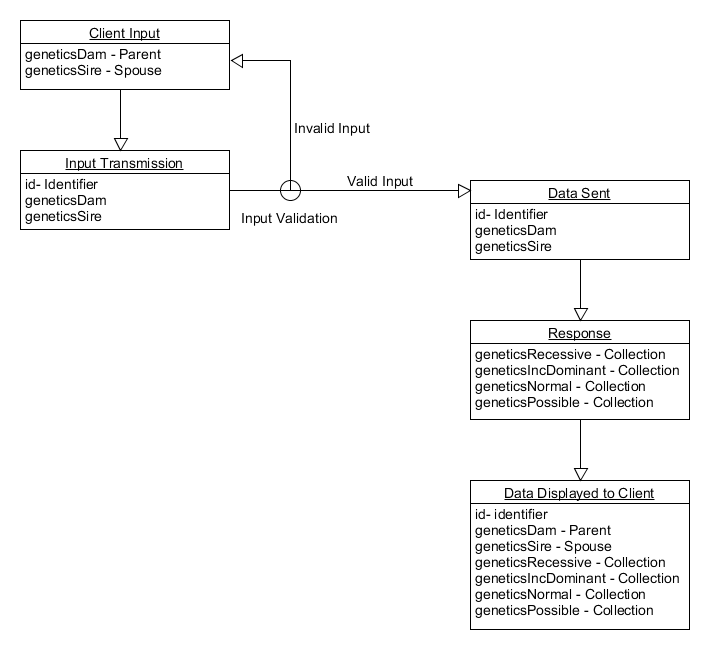 Client Input
geneticsDam - Parent
geneticsSire - Spouse
Invalid Input
Input Transmission
id- Identifier
geneticsDam
geneticsSire
Valid Input
Input Validation
Data Sent
id- Identifier
geneticsDam
geneticsSire
Response
geneticsRecessive - Collection
geneticsIncDominant - Collection
geneticsNormal - Collection
geneticsPossible - Collection
Data Displayed to Client
id- identifier
geneticsDam - Parent
geneticsSire - Spouse
geneticsRecessive - Collection
geneticsIncDominant - Collection
geneticsNormal - Collection
geneticsPossible - Collection